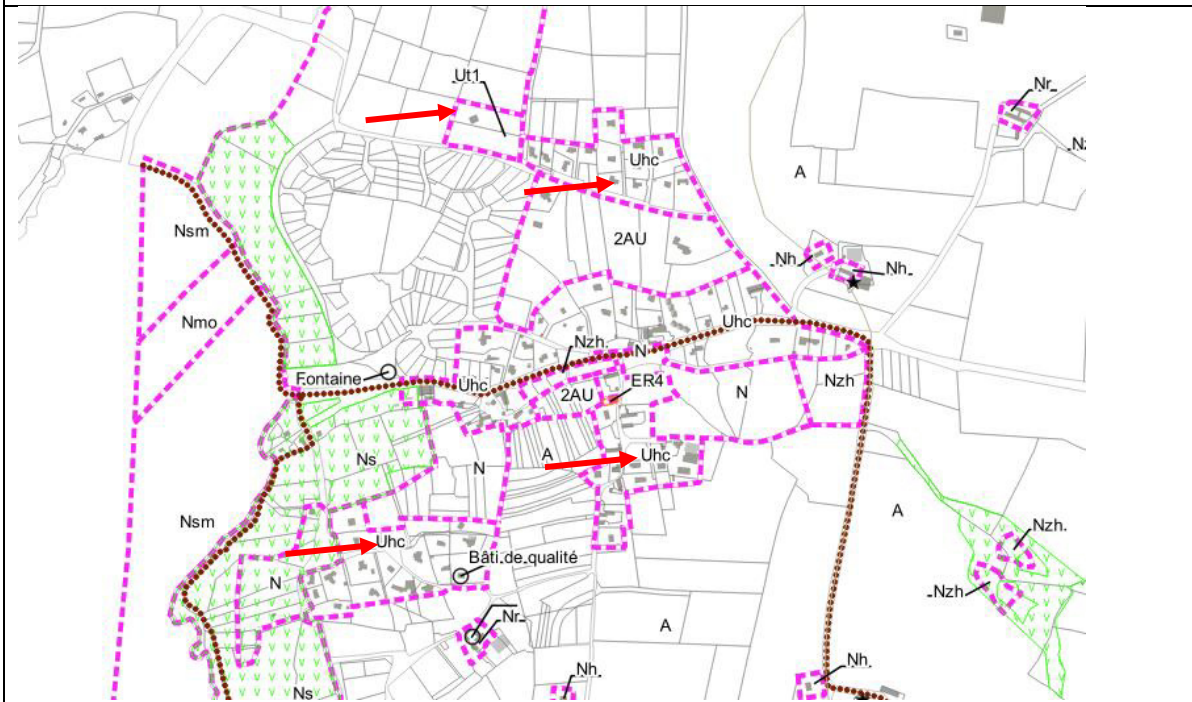 Ut1
Nr
Uhc
A
Nsm
2AU
Nh
Nh
Nmo
Uhc
Nzh
N
Fontaine
Uhc
ER4
2AU
Nzh
N
Ns
N
A
Uhc
Nsm
A
Uhc
Nzh
Bâti de qualité
N
Nzh
Nr
A
Nh
Nh
Ns